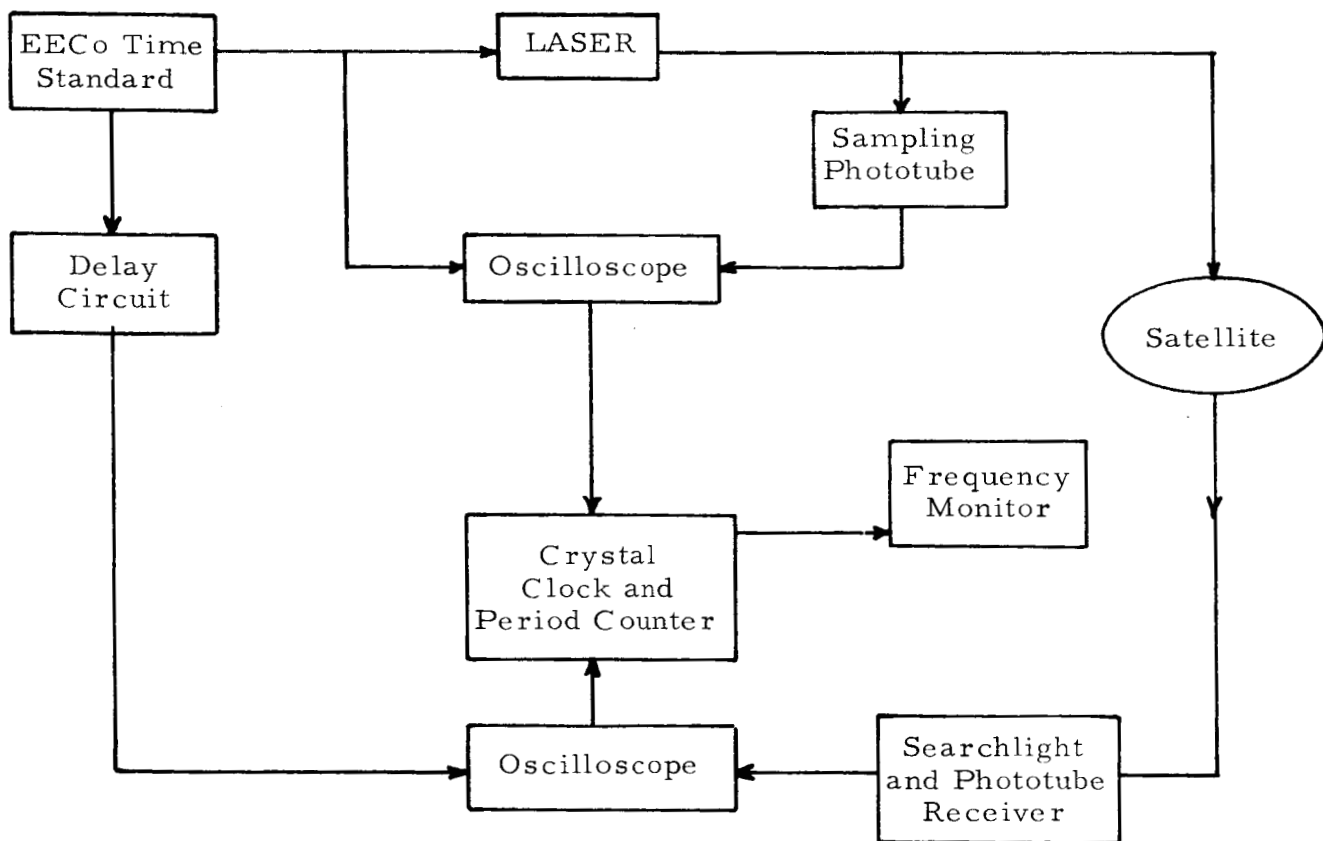 EECo Time
Standard
LASER
Sampling
Phototube
Delay
Circuit
Oscilloscope
Satellite
Frequency
Monitor
Crystal
Clock and
Period Counter
Oscilloscope
Searchlight
and Phototube
Receiver